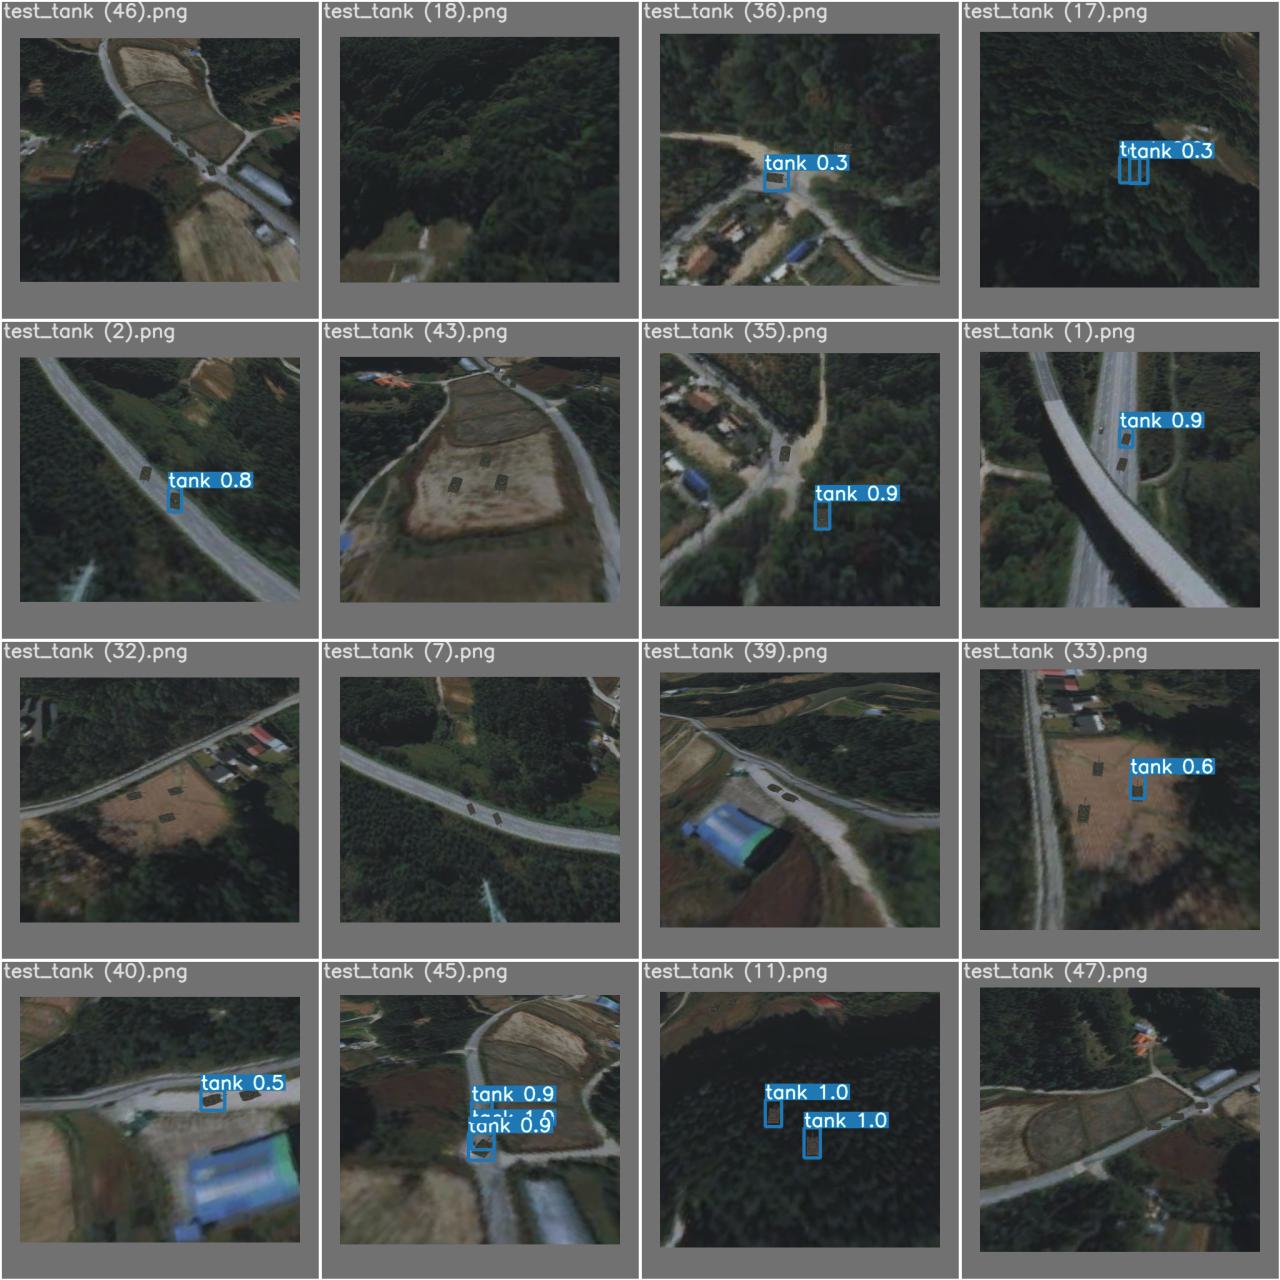 test_tank (46).png
test_tank (18).png
test_tank (36).png
test_tank (17).png
tank 0.3
tank 0.3
test_tank (2).png
test_tank (43).png
test_tank (35).png
test_tank (1).png
tank 0.8
tank 0.9
tank 0.9
test_tank (32).png
test_tank (7).png
test_tank (39).png
test_tank (33).png
tank 0.6
test_tank (40).png
test_tank (45).png
test_tank (11).png
test_tank (47).png
tank 0.5
tank 0.9
tank 0.9
tank 1.0
tank 1.0